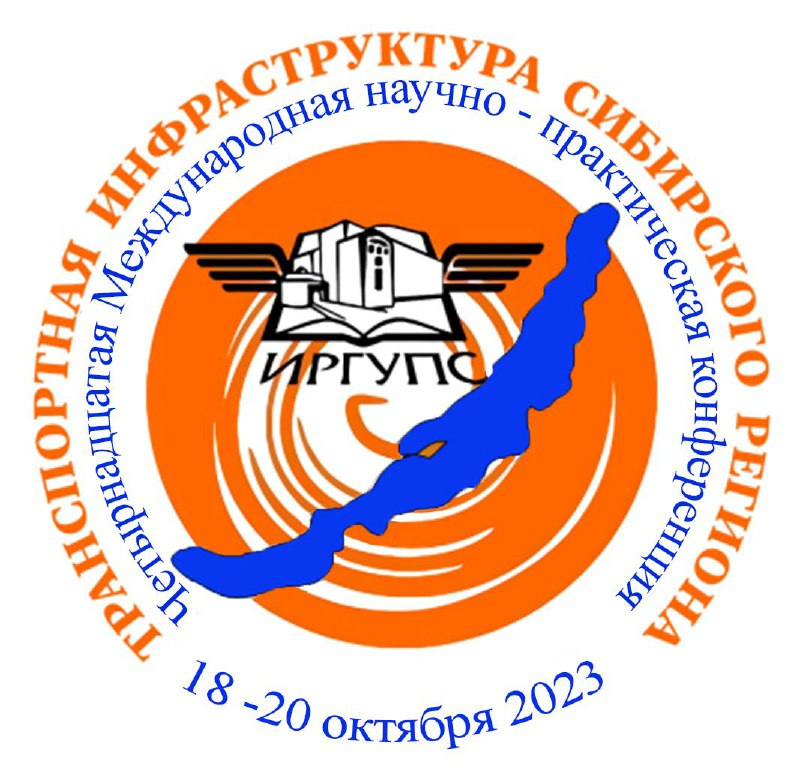 ТРАНСПОРТНАЯ ИНФРАСТРУКТУРА СИБИРСКОГО РЕГИОНА
Четырнадцатая Международная научно - практическая конференция
ИРГУПС
18 -20 октября 2023